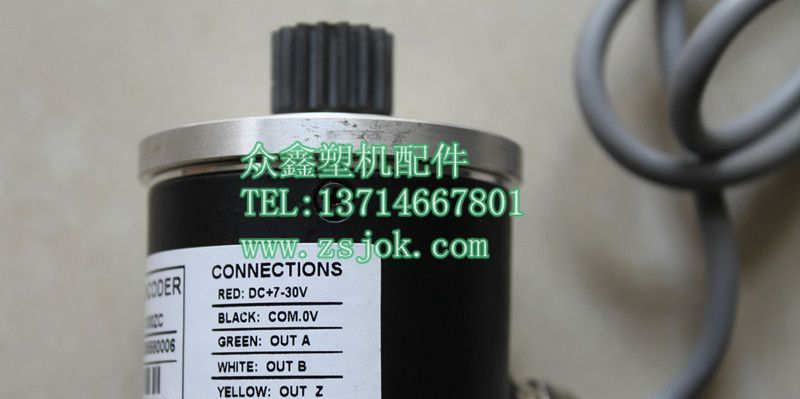 众鑫塑机配件
TEL:13714667801
www.zsjok.com
CONNECTIONS
RED: DC+7-30V
BLACK: COM.0V
GREEN: OUT A
WHITE: OUT B
YELLOW: OUT Z